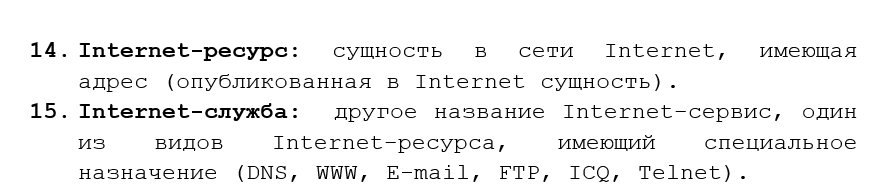 14. Internet-ресурс: сущность в сети Internet, имеющая
адрес (опубликованная в Internet сущность).
15. Internet-служба: другое название Internet-сервис, один
из видов Internet-ресурса, имеющий специальное
назначение (DNS, WWW, E-mail, FTP, ICQ, Telnet).